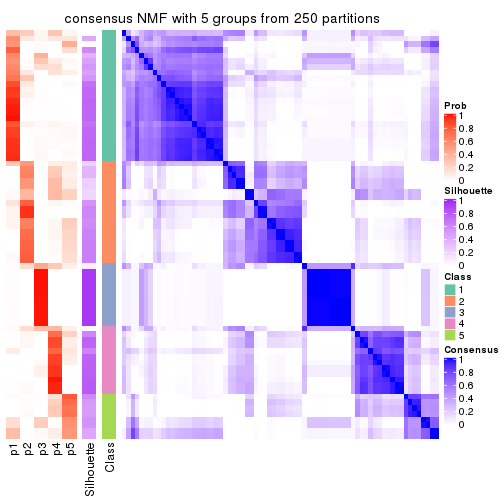 consensus NMF with 5 groups from 250 partitions
Prob
1
0.8
0.6
0.4
0.2
0
Silhouette
1
0.8
0.6
0.4
0.2
0
Class
1
2
3
4
5
Consensus
1
0.8
0.6
0.4
0.2
0
p1
p2
p3
p4
p5
Silhouette
Class